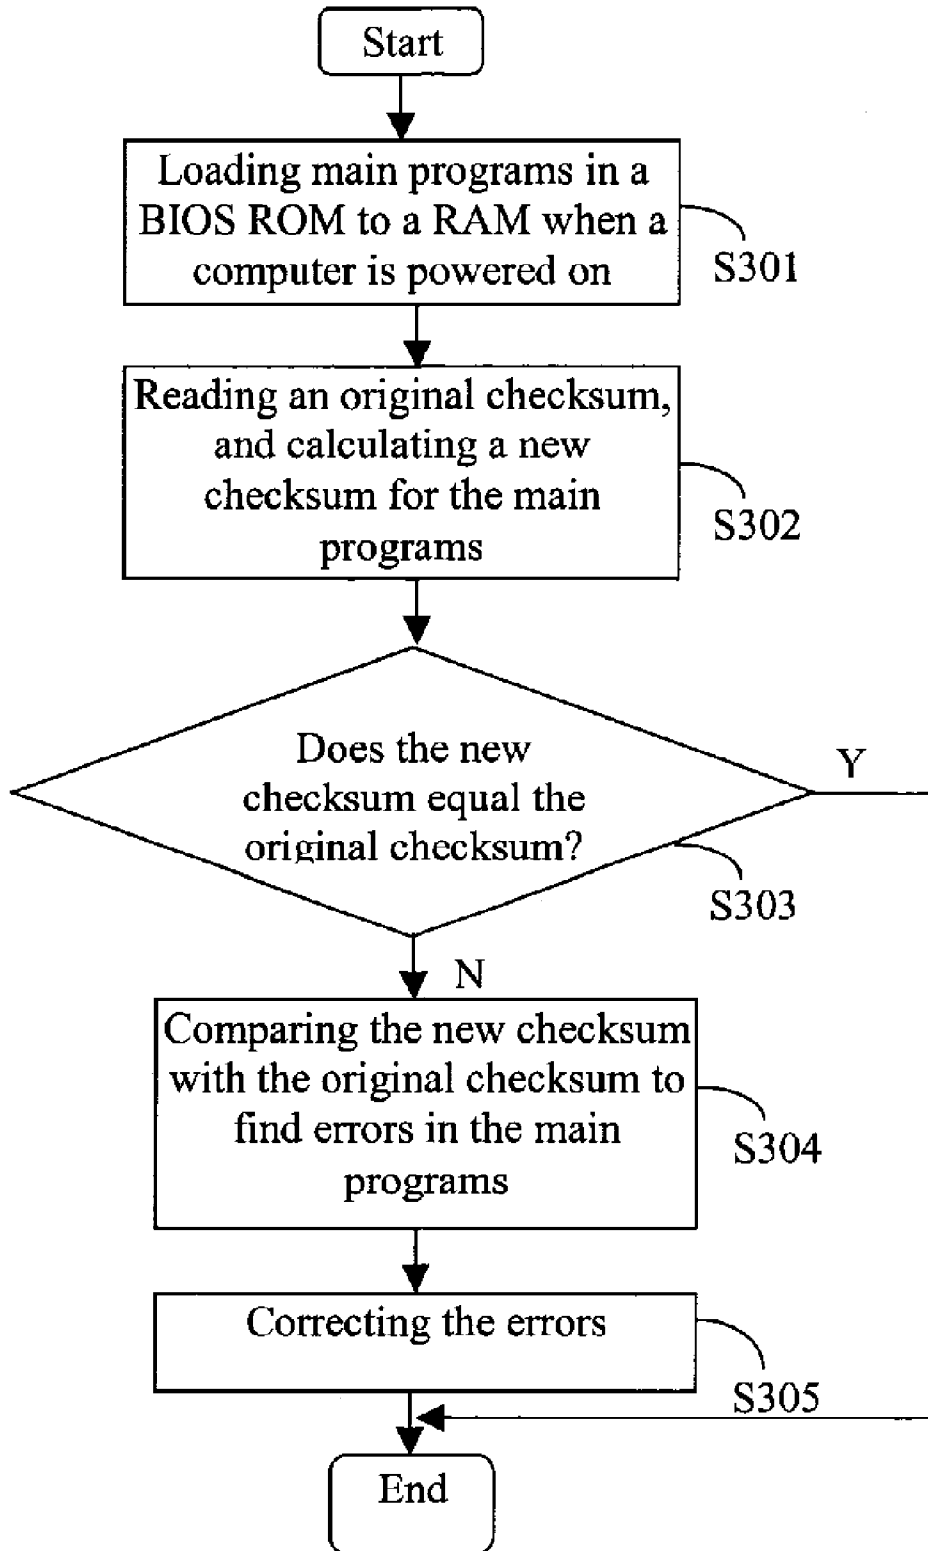 Start
Loading main programs in a
BIOS ROM to a RAM when a
computer is powered on
S301
Reading an original checksum,
and calculating a new
checksum for the main
programs
S302
Does the new
checksum equal the
original checksum?
Y
S303
N
Comparing the new checksum
with the original checksum to
find errors in the main
programs
S304
Correcting the errors
S305
End